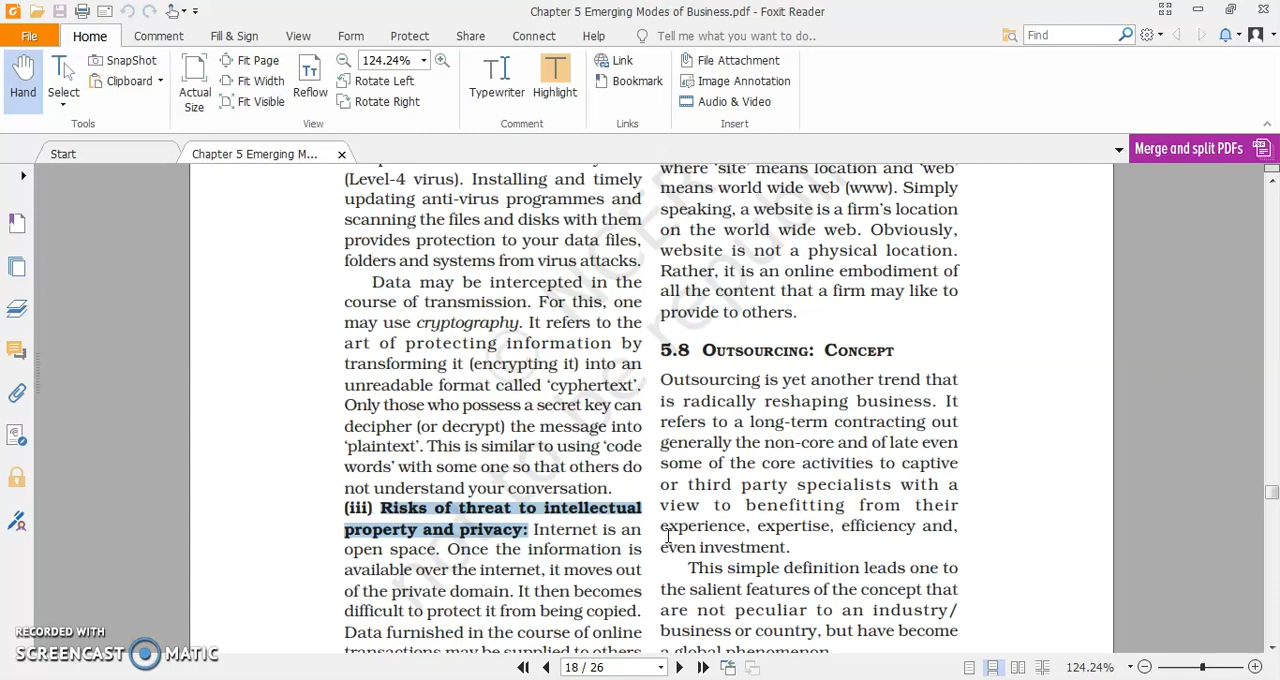 Chapter 5 Emerging Modes of Business.pdf - Foxit Reader
File Home Comment Fill & Sign View Form Protect Share Connect Help Tell me what you want to do.. Find
Hand
Select
SnapShot
Clipboard
Tools
Actual
Size
Fit Page
Fit Width
Fit Visible
Reflow
124.24%
Rotate Left
Rotate Right
View
Typewriter
Highlight
Comment
Link
Bookmark
Links
File Attachment
Image Annotation
Audio & Video
Insert
Start
Chapter 5 Emerging M...
Merge and split PDFs
(Level-4 virus). Installing and timely
updating anti-virus programmes and
scanning the files and disks with them
provides protection to your data files,
folders and systems from virus attacks.
Data may be intercepted in the
course of transmission. For this, one
may use cryptography. It refers to the
art of protecting information by
transforming it (encrypting it) into an
unreadable format called ‘cyphertext’.
Only those who possess a secret key can
decipher (or decrypt) the message into
‘plaintext’. This is similar to using ‘code
words’ with some one so that others do
not understand your conversation.
(iii) Risks of threat to intellectual
property and privacy: Internet is an
open space. Once the information is
available over the internet, it moves out
of the private domain. It then becomes
difficult to protect it from being copied.
Data furnished in the course of online
transactions may be supplied to others
where ‘site’ means location and ‘web’
means world wide web (www). Simply
speaking, a website is a firm’s location
on the world wide web. Obviously,
website is not a physical location.
Rather, it is an online embodiment of
all the content that a firm may like to
provide to others.
5.8 Outsourcing: Concept
Outsourcing is yet another trend that
is radically reshaping business. It
refers to a long-term contracting out
generally the non-core and of late even
some of the core activities to captive
or third party specialists with a
view to benefitting from their
experience, expertise, efficiency and,
even investment.
This simple definition leads one to
the salient features of the concept that
are not peculiar to an industry/
business or country, but have become
a global phenomenon.
© NCER
not to be republi
RECORDED WITH
SCREENCAST MATIC
18 / 26
124.24%